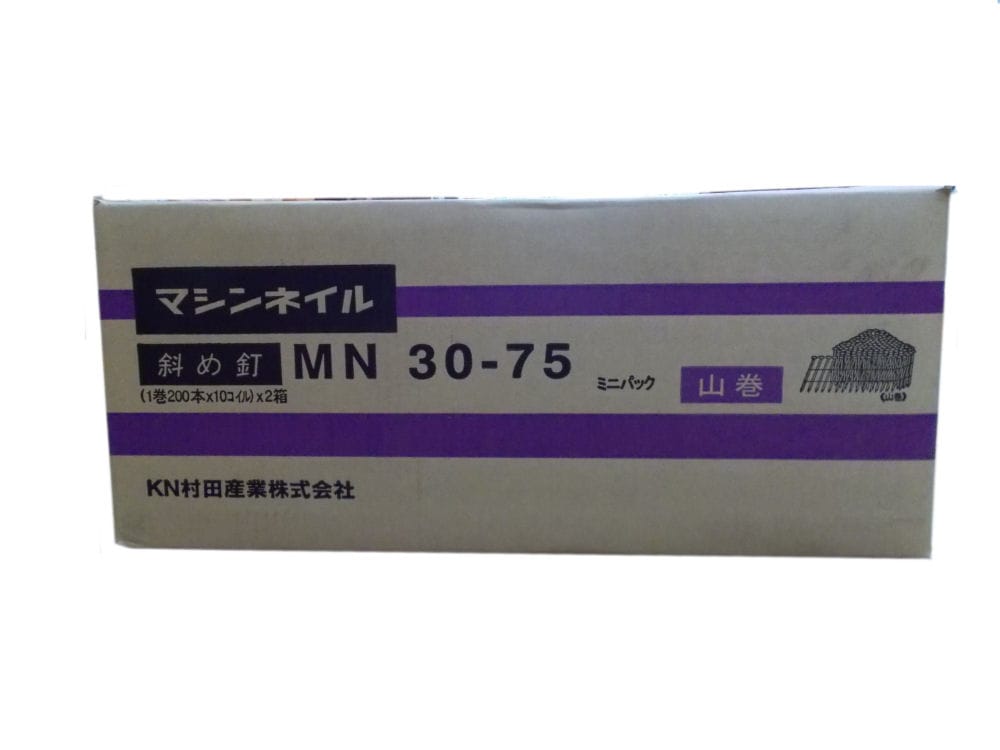 マシンネイル
斜め釘 MN 30-75
(1巻200本x10コイル)x2箱
ミニパック 山巻
(山巻)
KN村田産業株式会社